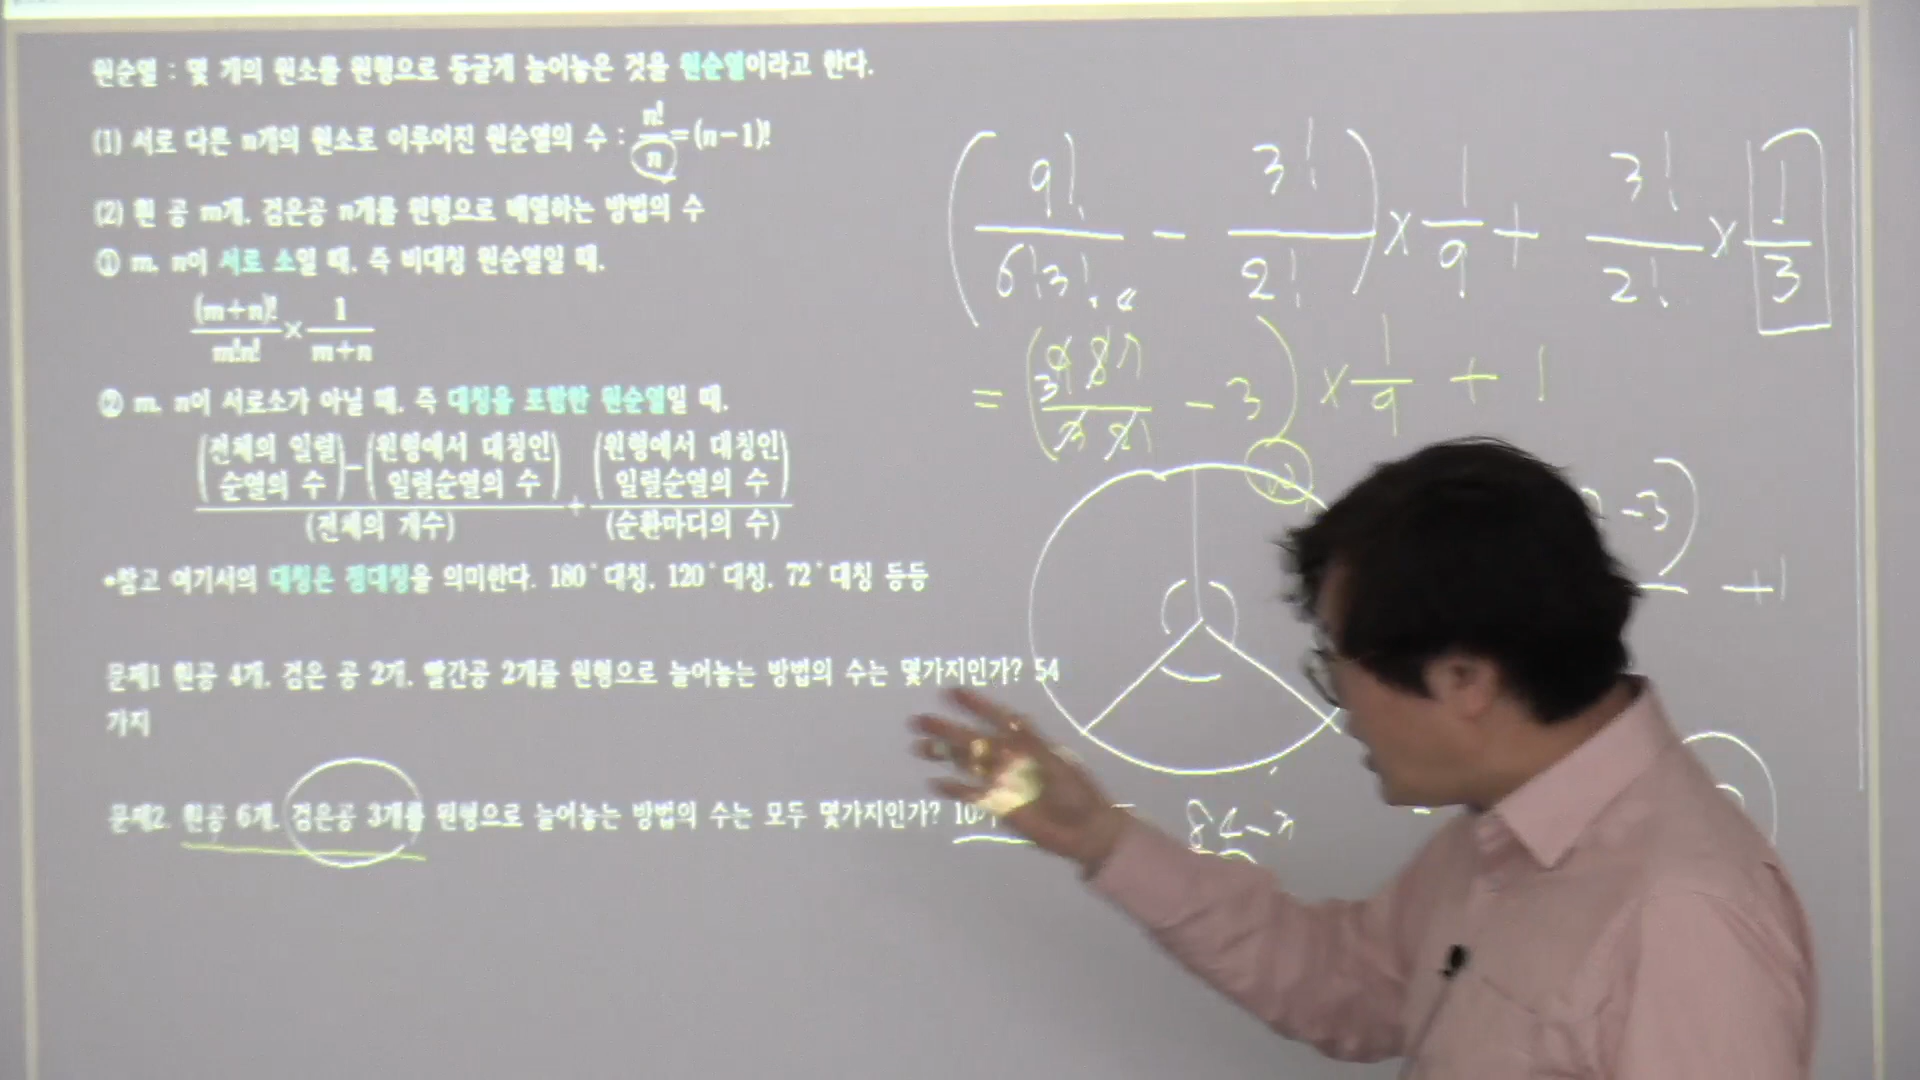 원순열 : 몇 개의 원소를 원형으로 둥글게 늘어놓은 것을 원순열이라고 한다.
(1) 서로 다른 n개의 원소로 이루어진 원순열의 수 : n!/n=(n-1)!
(2) 흰 공 m개, 검은공 n개를 원형으로 배열하는 방법의 수
① m, n이 서로 소일 때, 즉 비대칭 원순열일 때,
(m+n)!/m!n! × 1/m+n
② m, n이 서로소가 아닐 때, 즉 대칭을 포함한 원순열일 때,
(전체의 일렬 순열의 수)-(원형에서 대칭인 일렬순열의 수)/(전체의 개수) + (원형에서 대칭인 일렬순열의 수)/(순환마디의 수)
*참고 여기서의 대칭은 점대칭을 의미한다. 180°대칭, 120°대칭, 72°대칭 등등
문제1 흰공 4개, 검은 공 2개, 빨간공 2개를 원형으로 늘어놓는 방법의 수는 몇가지인가? 54
가지
문제2. 흰공 6개, 검은공 3개를 원형으로 늘어놓는 방법의 수는 모두 몇가지인가? 10
(9!/6!3! - 3!/2!) × 1/9 + 3!/2! × 1/3
= (9 8 7/3 2 1 - 3) × 1/9 + 1
-3)
+1
84-3